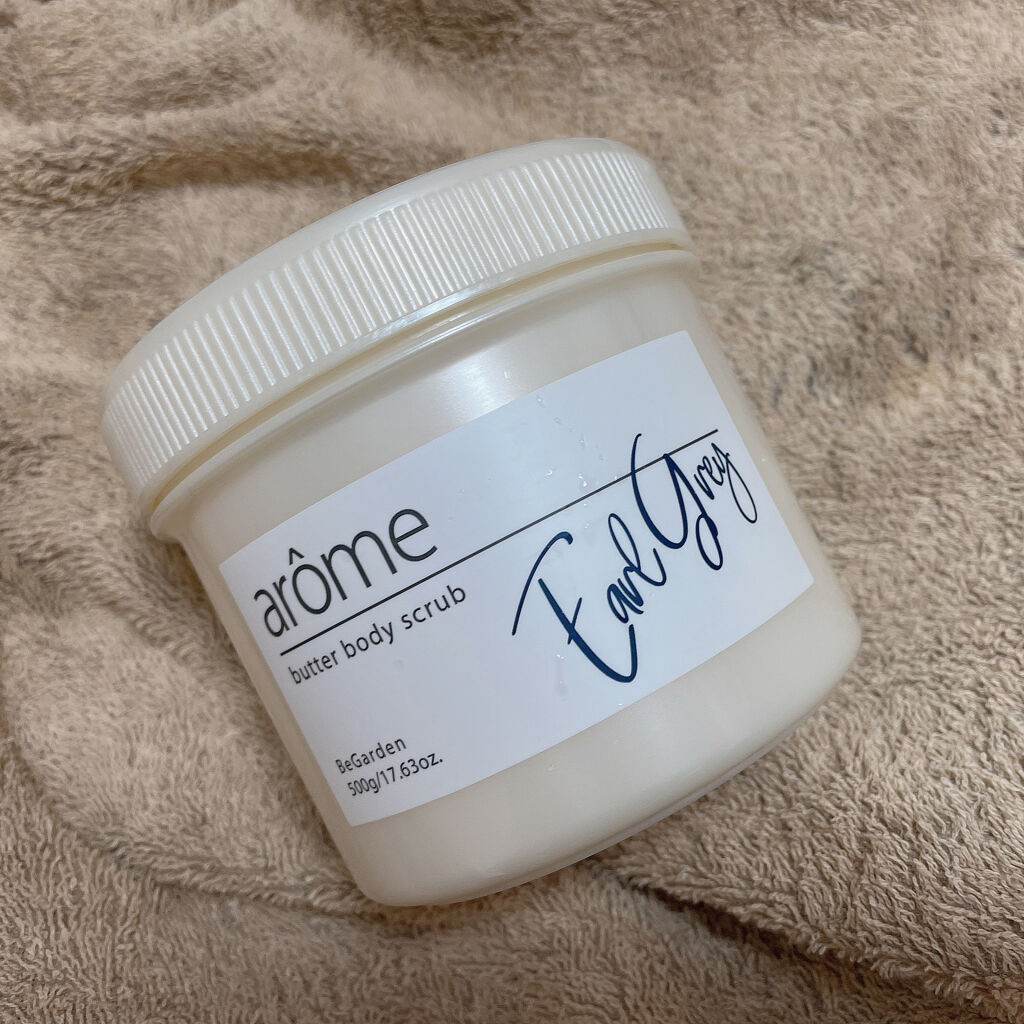 arôme
butter body scrub
Earl Grey
BeGarden
500g/17.63oz.